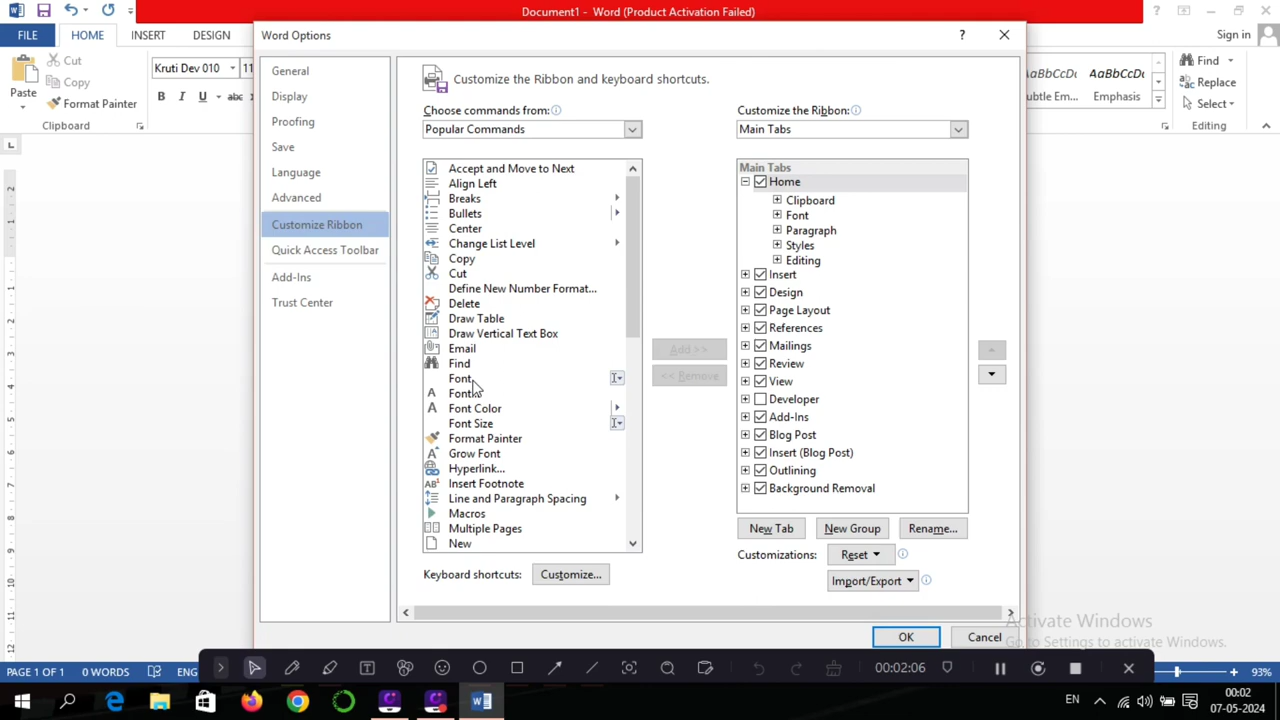 Document1 - Word (Product Activation Failed)
FILE HOME INSERT DESIGN
Sign in
Cut
Copy
Paste
Format Painter
Clipboard
Kruti Dev 010
11
B I U abc
AaBbCcDc AaBbCcDc
Subtle Em... Emphasis
Find
Replace
Select
Editing
Word Options
General
Display
Proofing
Save
Language
Advanced
Customize Ribbon
Quick Access Toolbar
Add-Ins
Trust Center
Customize the Ribbon and keyboard shortcuts.
Choose commands from:
Popular Commands
Accept and Move to Next
Align Left
Breaks
Bullets
Center
Change List Level
Copy
Cut
Define New Number Format...
Delete
Draw Table
Draw Vertical Text Box
Email
Find
Font
Font
Font Color
Font Size
Format Painter
Grow Font
Hyperlink...
Insert Footnote
Line and Paragraph Spacing
Macros
Multiple Pages
New
Keyboard shortcuts: Customize...
Add >>
<< Remove
Customize the Ribbon:
Main Tabs
Main Tabs
Home
Clipboard
Font
Paragraph
Styles
Editing
Insert
Design
Page Layout
References
Mailings
Review
View
Developer
Add-Ins
Blog Post
Insert (Blog Post)
Outlining
Background Removal
New Tab New Group Rename...
Customizations: Reset
Import/Export
OK Cancel
Activate Windows
Go to Settings to activate Windows.
PAGE 1 OF 1 0 WORDS ENG
93%
00:02:06
EN
00:02
07-05-2024